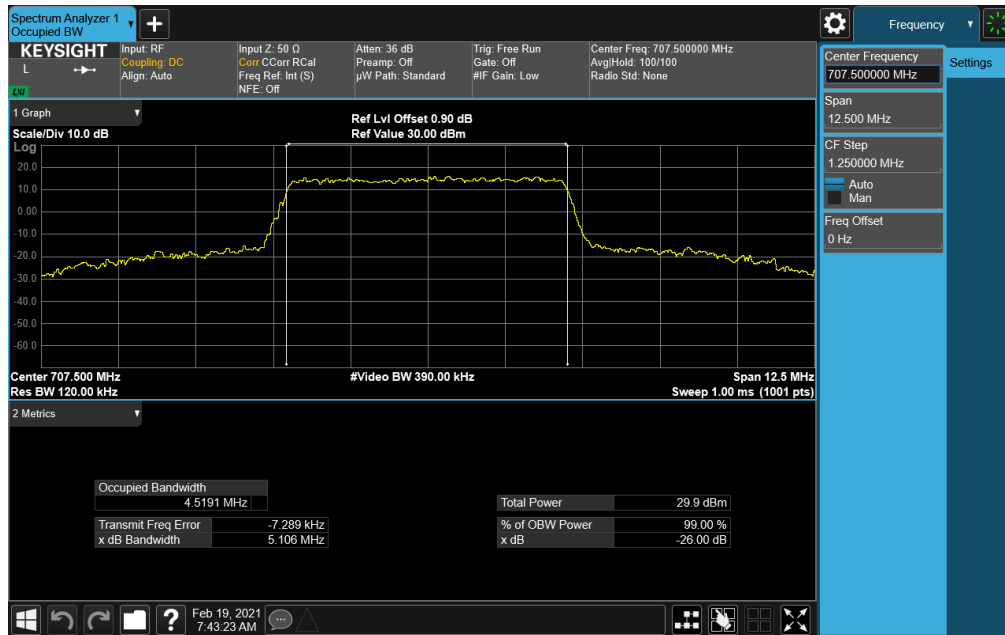 Spectrum Analyzer 1
Occupied BW
Frequency
KEYSIGHT
L
LXI
Input: RF
Coupling: DC
Align: Auto
Input Z: 50 Ω
Corr CCorr RCal
Freq Ref: Int (S)
NFE: Off
Atten: 36 dB
Preamp: Off
µW Path: Standard
Trig: Free Run
Gate: Off
#IF Gain: Low
Center Freq: 707.500000 MHz
Avg|Hold: 100/100
Radio Std: None
Center Frequency
707.500000 MHz
Settings
Span
12.500 MHz
CF Step
1.250000 MHz
Auto
Man
Freq Offset
0 Hz
1 Graph
Scale/Div 10.0 dB
Ref Lvl Offset 0.90 dB
Ref Value 30.00 dBm
Log
20.0
10.0
0.00
-10.0
-20.0
-30.0
-40.0
-50.0
-60.0
Center 707.500 MHz
#Video BW 390.00 kHz
Span 12.5 MHz
Res BW 120.00 kHz
Sweep 1.00 ms (1001 pts)
2 Metrics
Occupied Bandwidth
4.5191 MHz
Total Power 29.9 dBm
Transmit Freq Error -7.289 kHz
% of OBW Power 99.00 %
x dB Bandwidth 5.106 MHz
x dB -26.00 dB
Feb 19, 2021
7:43:23 AM